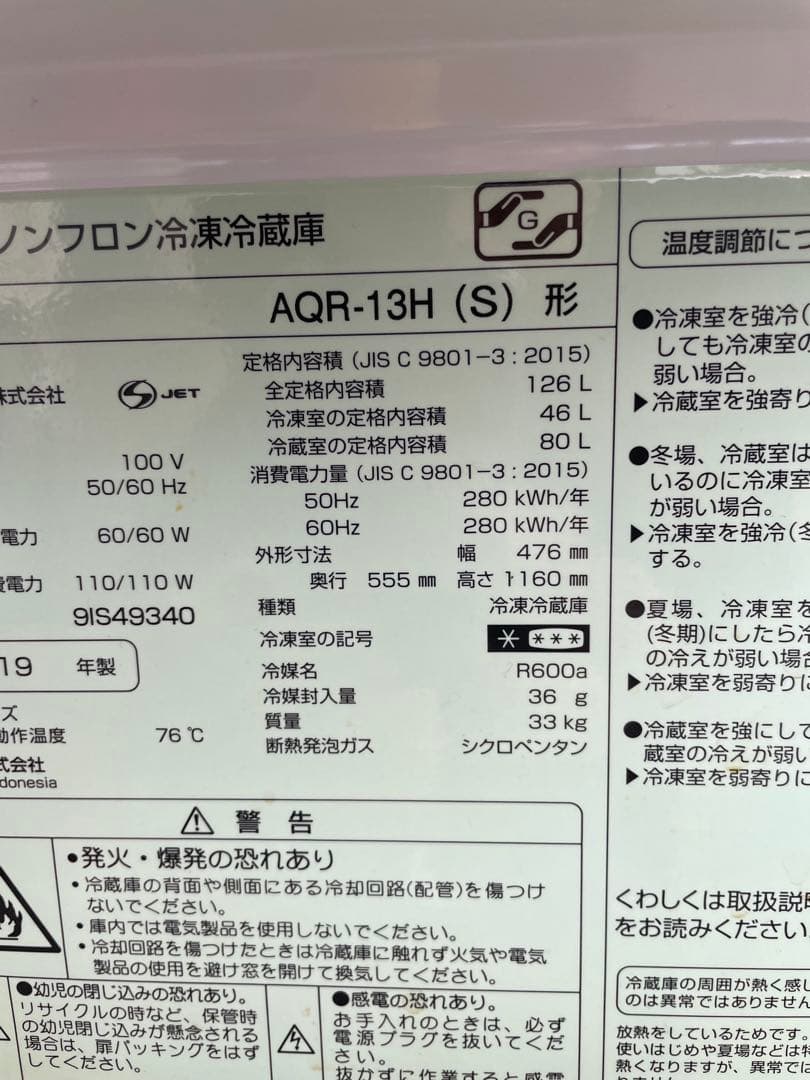 ノンフロン冷凍冷蔵庫
G
AQR-13H (S) 形
株式会社
JET
100 V
50/60 Hz
電力 60/60 W
費電力 110/110 W
9IS49340
19 年製
ズ
動作温度 76 ℃
式会社
donesia
定格内容積 (JIS C 9801-3 : 2015)
全定格内容積 126 L
冷凍室の定格内容積 46 L
冷蔵室の定格内容積 80 L
消費電力量 (JIS C 9801-3 : 2015)
50Hz 280 kWh/年
60Hz 280 kWh/年
外形寸法 幅 476 ㎜
奥行 555 ㎜ 高さ 1160 ㎜
種類 冷凍冷蔵庫
冷凍室の記号 * ***
冷媒名 R600a
冷媒封入量 36 g
質量 33 kg
断熱発泡ガス シクロペンタン
⚠ 警告
•発火・爆発の恐れあり
・冷蔵庫の背面や側面にある冷却回路(配管)を傷つけ
ないでください。
・庫内では電気製品を使用しないでください。
・冷却回路を傷つけたときは冷蔵庫に触れず火気や電気
製品の使用を避け窓を開けて換気してください。
●幼児の閉じ込みの恐れあり。
リサイクルの時など、保管時
の幼児閉じ込みが懸念される
場合は、扉パッキングをはず
してください。
●感電の恐れあり。
お手入れのときは、必ず
電源プラグを抜いてくだ
さい。
抜かずに作業すると感電
温度調節につ
●冷凍室を強冷(
しても冷凍室の
弱い場合。
▶冷蔵室を強寄り
●冬場、冷蔵室は
いるのに冷凍室
が弱い場合。
▶冷凍室を強冷(冬
する。
●夏場、冷凍室を
(冬期)にしたら冷
の冷えが弱い場合
▶冷凍室を弱寄りに
●冷蔵室を強にして
蔵室の冷えが弱い
▶冷凍室を弱寄りに
くわしくは取扱説明
をお読みください。
冷蔵庫の周囲が熱く感じ
のは異常ではありません
放熱をしているためです。
使いはじめや夏場などは特
熱くなりますが、異常では